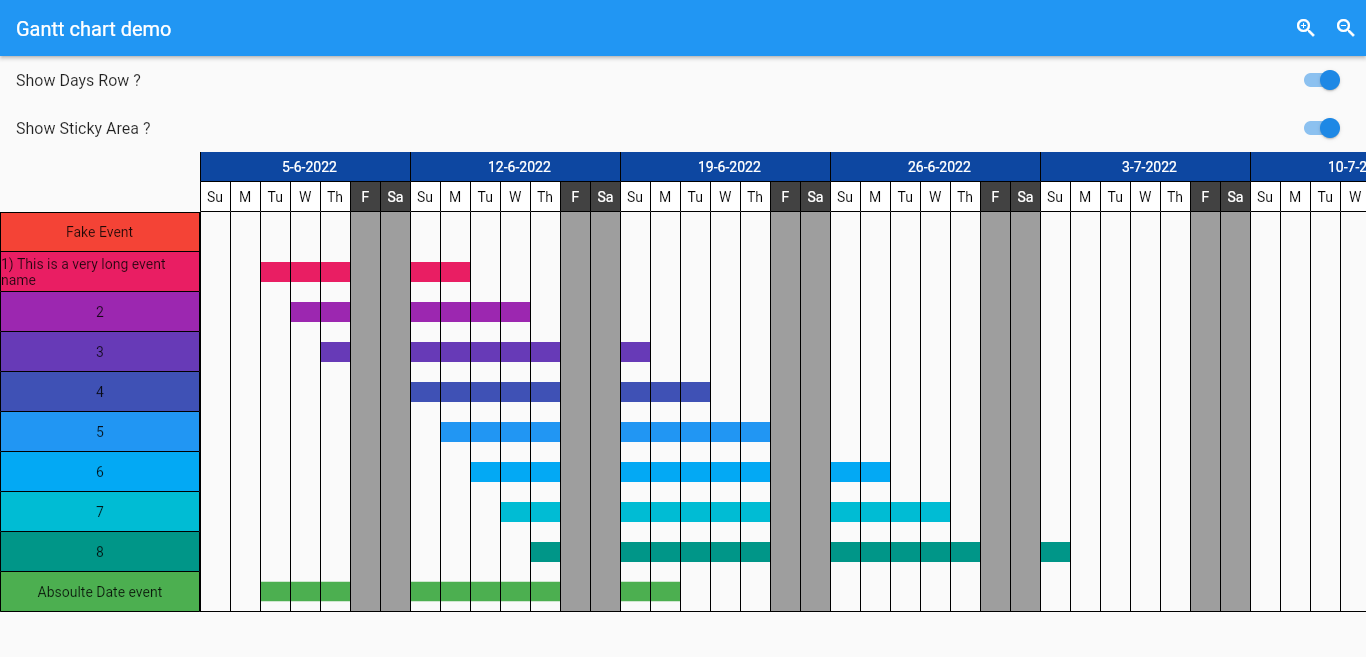 Gantt chart demo
Show Days Row ?
Show Sticky Area ?
5-6-2022 12-6-2022 19-6-2022 26-6-2022 3-7-2022 10-7-2
Su M Tu W Th F Sa Su M Tu W Th F Sa Su M Tu W Th F Sa Su M Tu W Th F Sa Su M Tu W Th F Sa Su M Tu W
Fake Event
1) This is a very long event
name
2
3
4
5
6
7
8
Absoulte Date event